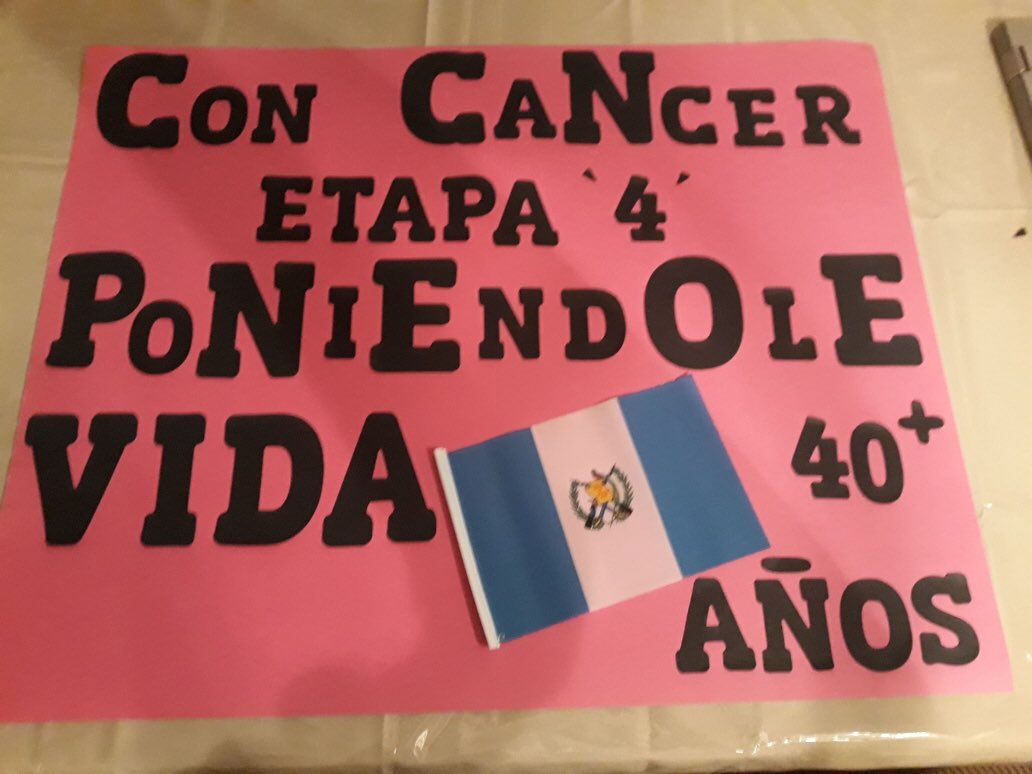 CON CaNCER
ETAPA '4'
PONIENDOLE
VIDA 40+
AÑOS